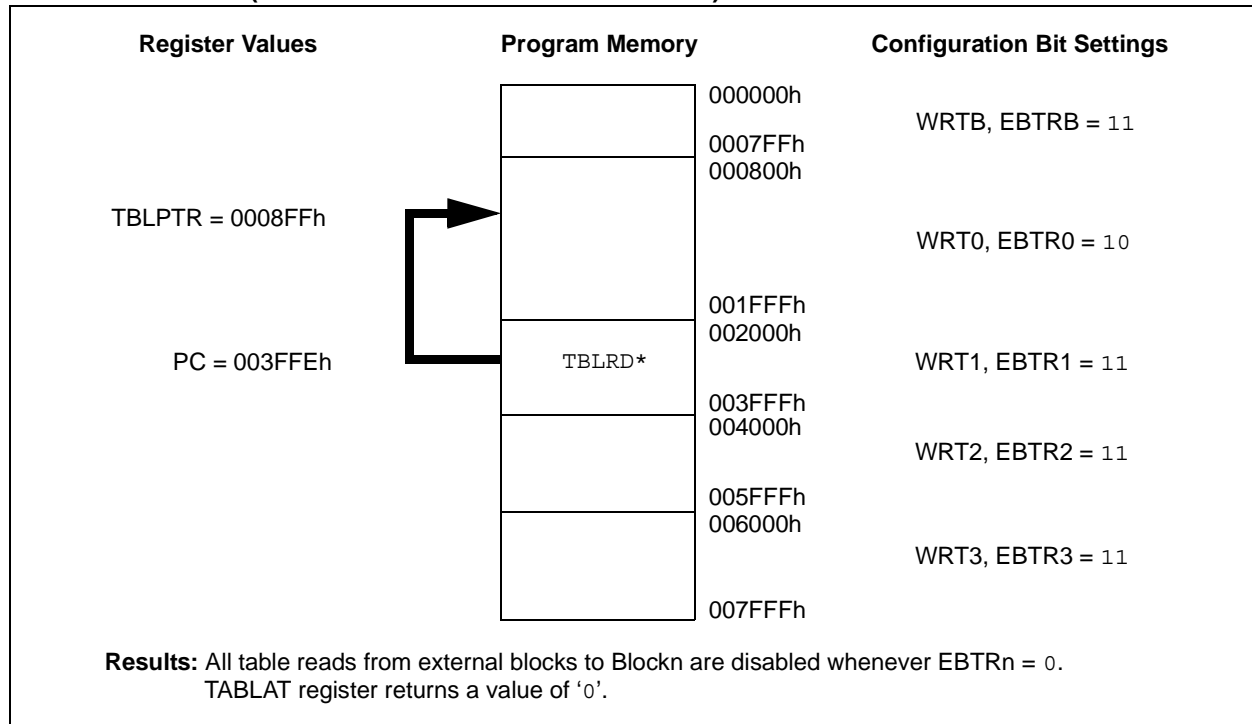 Register Values Program Memory Configuration Bit Settings
000000h
WRTB, EBTRB = 11
0007FFh
000800h
TBLPTR = 0008FFh
WRT0, EBTR0 = 10
001FFFh
002000h
PC = 003FFEh TBLRD* WRT1, EBTR1 = 11
003FFFh
004000h
WRT2, EBTR2 = 11
005FFFh
006000h
WRT3, EBTR3 = 11
007FFFh
Results: All table reads from external blocks to Blockn are disabled whenever EBTRn = 0.
TABLAT register returns a value of ‘0’.